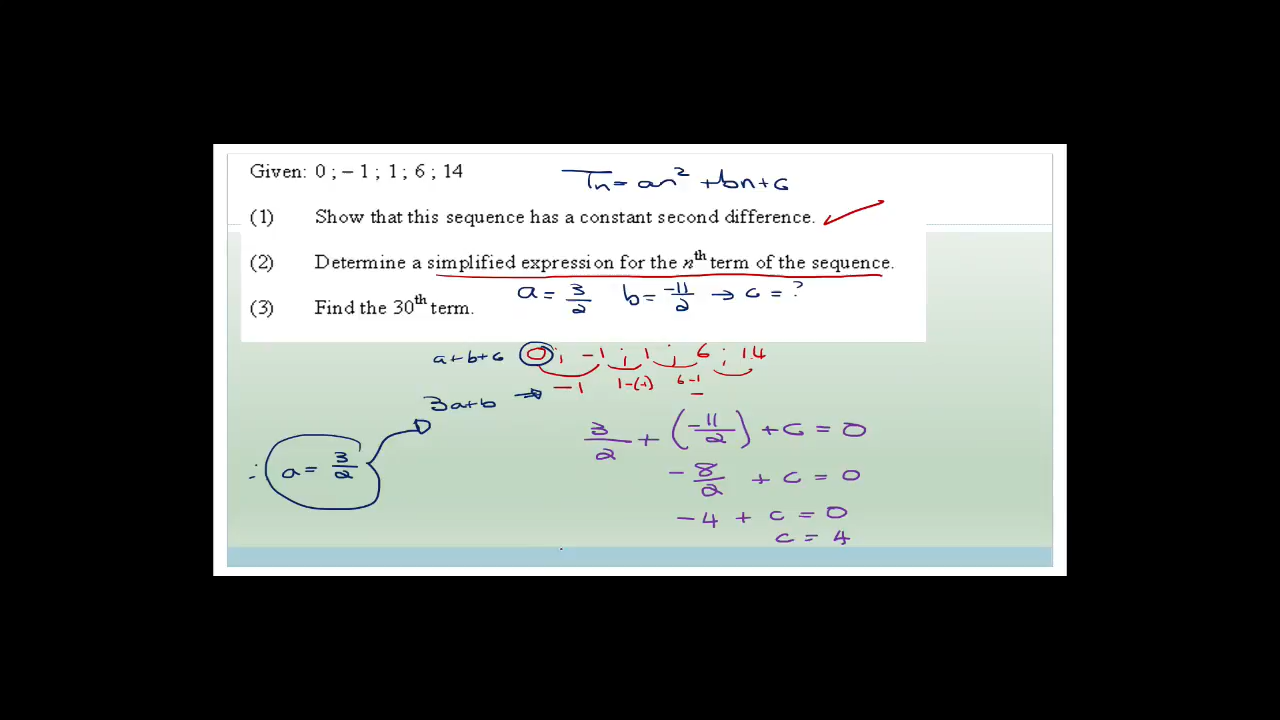 Given: 0 ; – 1 ; 1 ; 6 ; 14
Tn = an² + bn + c
(1) Show that this sequence has a constant second difference.
(2) Determine a simplified expression for the nth term of the sequence.
a = 3/2 b = -11/2 → c = ?
(3) Find the 30th term.
a+b+c 0 ; -1 ; 1 ; 6 ; 14
-1 1-(-1) 6-1
3a+b →
3/2 + (-11/2) + c = 0
∴ a = 3/2
-8/2 + c = 0
-4 + c = 0
c = 4